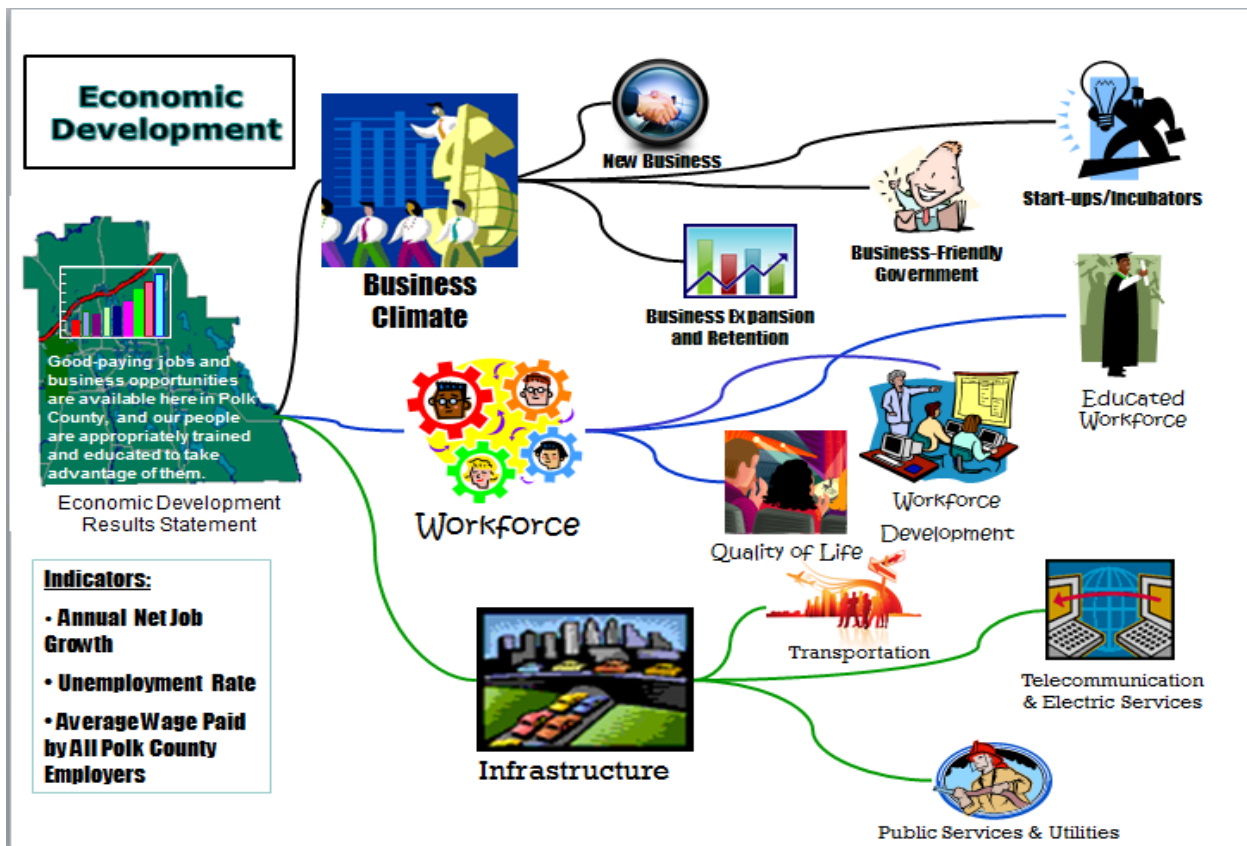 Economic
Development
New Business
Start-ups/Incubators
Business-Friendly
Government
Business
Climate
Business Expansion
and Retention
Good-paying jobs and
business opportunities
are available here in Polk
County, and our people
are appropriately trained
and educated to take
advantage of them.
Economic Development
Results Statement
Workforce
Educated
Workforce
Workforce
Development
Quality of Life
Indicators:
• Annual Net Job
Growth
• Unemployment Rate
• Average Wage Paid
by All Polk County
Employers
Infrastructure
Transportation
Telecommunication
& Electric Services
Public Services & Utilities